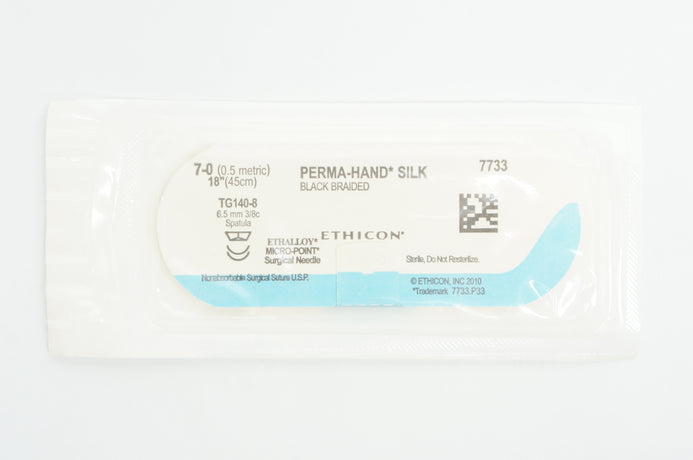 7-0 (0.5 metric)
18"(45cm)
TG140-8
6.5 mm 3/8c
Spatula
ETHALLOY*
MICRO-POINT*
Surgical Needle
Nonabsorbable Surgical Suture U.S.P.
PERMA-HAND* SILK
BLACK BRAIDED
ETHICON*
7733
Sterile, Do Not Resterilize.
© ETHICON, INC 2010
*Trademark 7733.P33